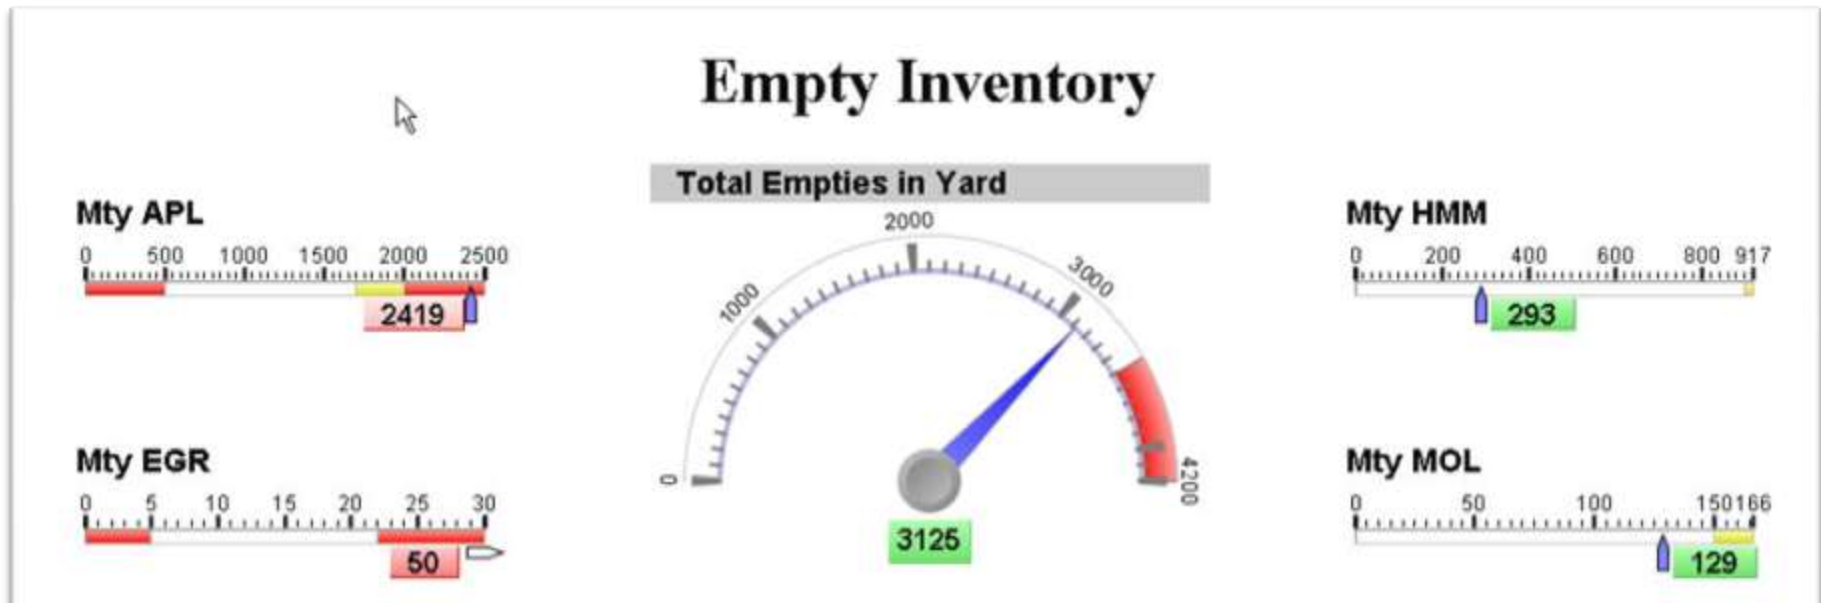 Empty Inventory
Total Empties in Yard
Mty APL
0 500 1000 1500 2000 2500
2419
Mty EGR
0 5 10 15 20 25 30
50
0 1000 2000 3000 4200
3125
Mty HMM
0 200 400 600 800 917
293
Mty MOL
0 50 100 150 166
129